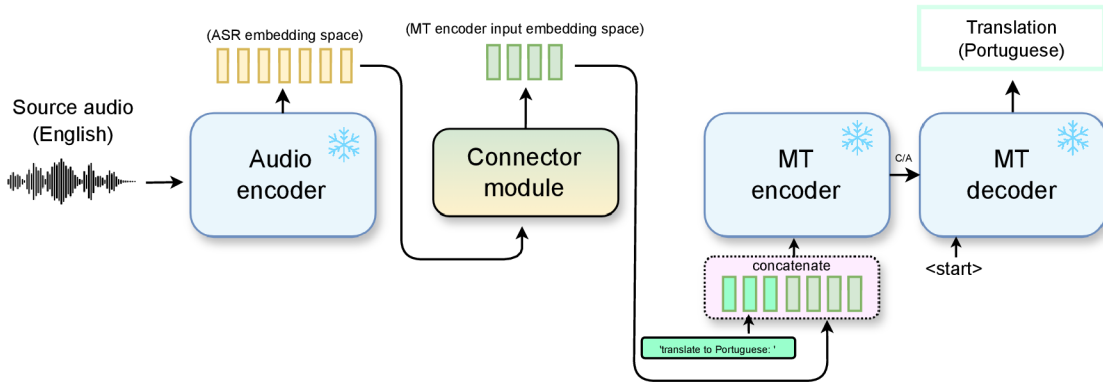 (ASR embedding space)
(MT encoder input embedding space)
Translation
(Portuguese)
Source audio
(English)
Audio
encoder
Connector
module
MT
encoder
C/A
MT
decoder
concatenate
<start>
'translate to Portuguese: '